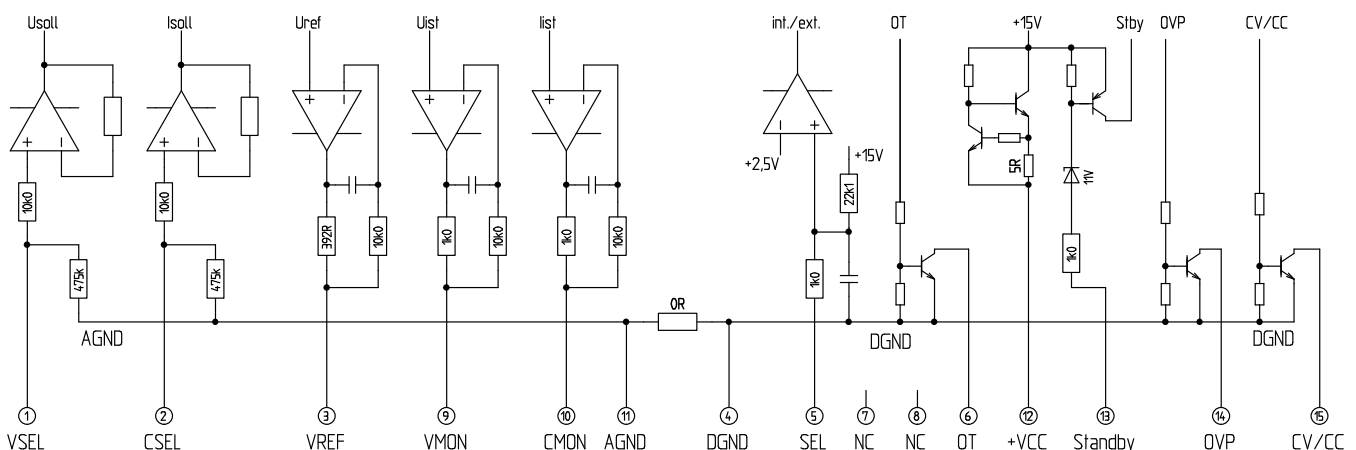 Usoll Isoll Uref Uist Iist int./ext. OT +15V Stby OVP CV/CC
+ - + - + - + - + - - +
+2,5V +15V
5R 11V
10k0 10k0 22k1
392R 10k0 1k0 10k0 1k0 10k0 1k0 1k0
475k 475k
0R
AGND DGND DGND
1 2 3 9 10 11 4 5 7 8 6 12 13 14 15
VSEL CSEL VREF VMON CMON AGND DGND SEL NC NC OT +VCC Standby OVP CV/CC